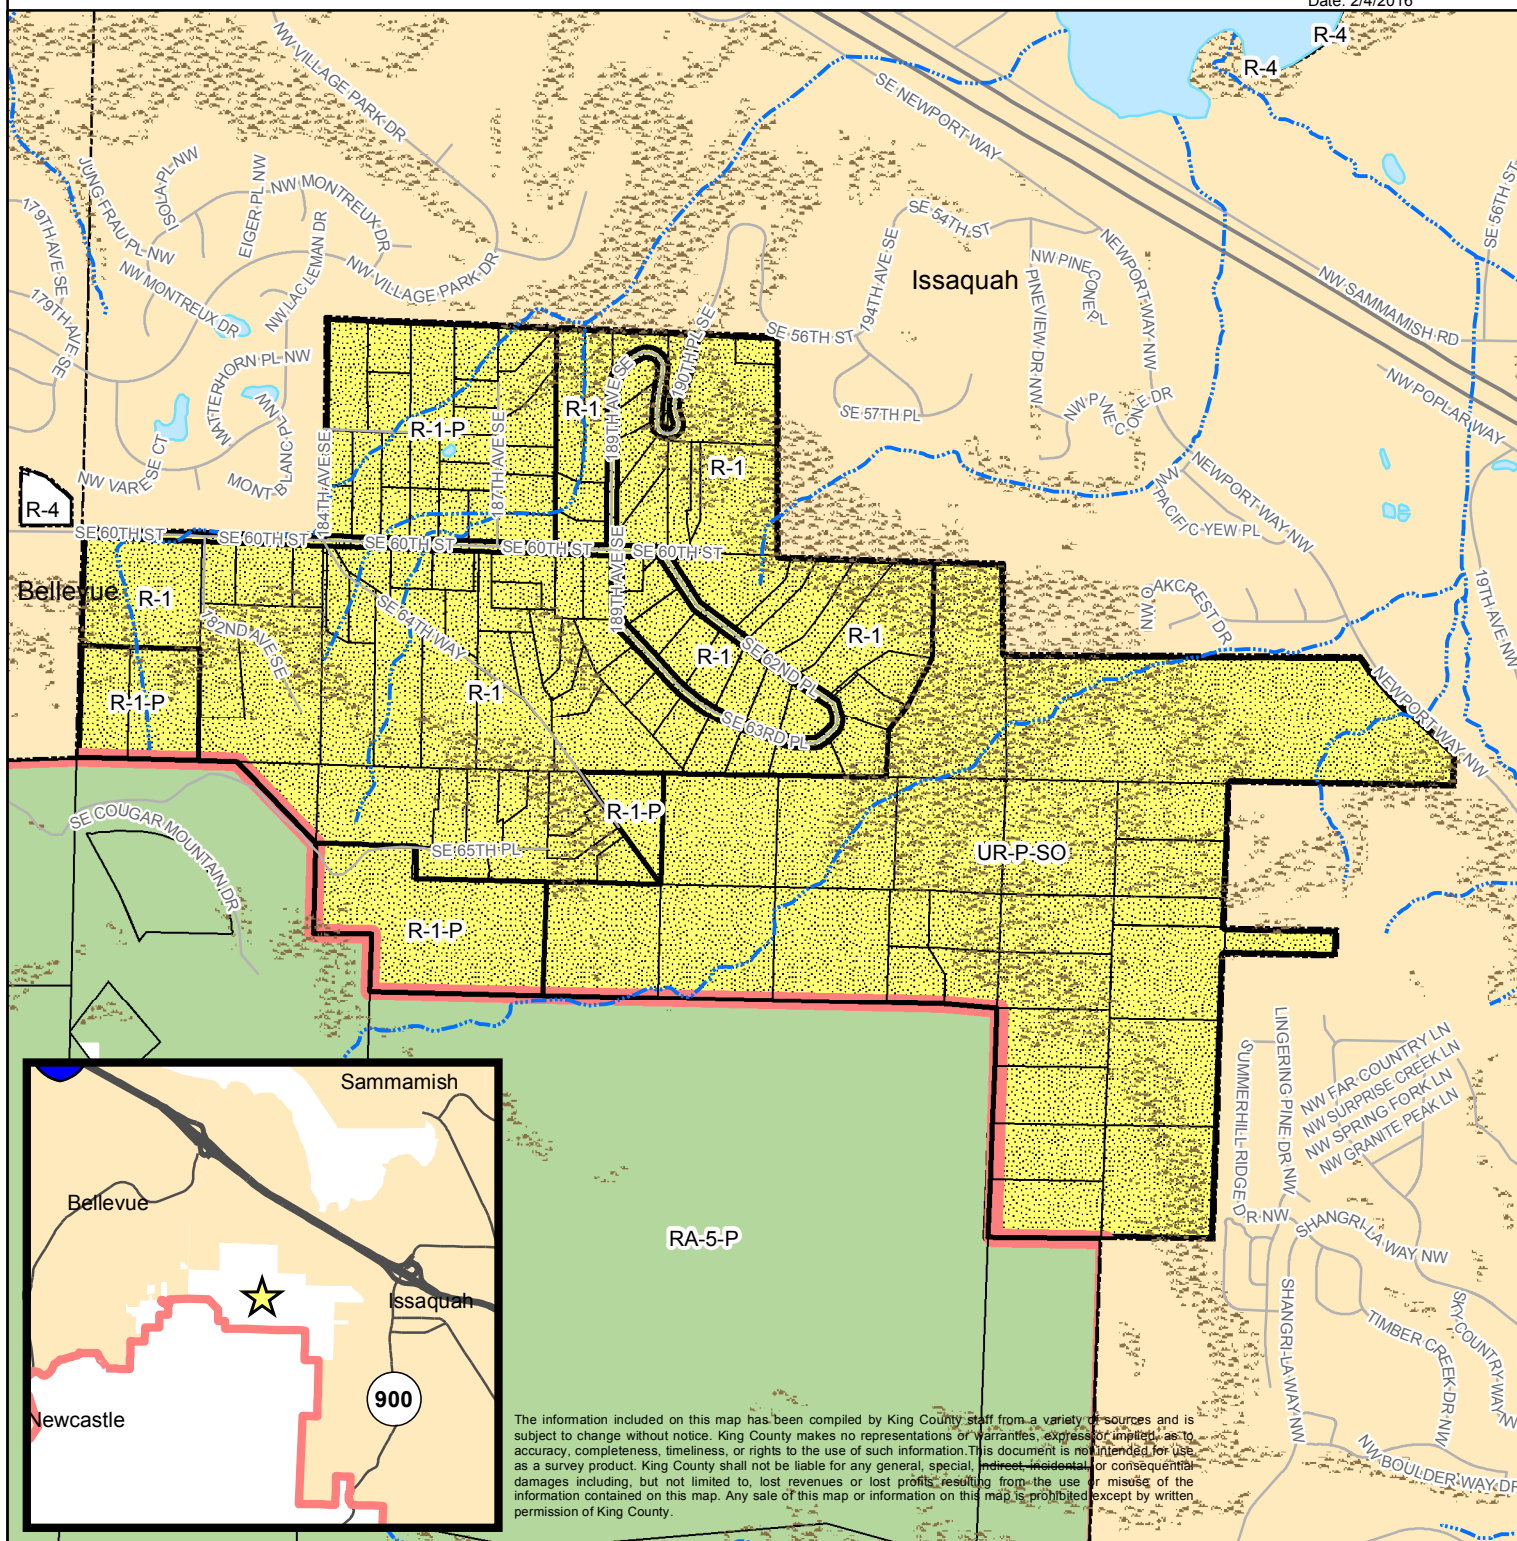 Date: 2/4/2016
R-4
R-4
NW VILLAGE PARK DR
SE NEWPORT WAY
SE 56TH ST
JUNG FRAU PL NW
LA JOSI PL NW
EIGER PL NW
NW MONTREUX DR
179TH AVE SE
NW MONTREUX DR
NW LAC LEMAN DR
NW VILLAGE PARK DR
179TH AVE SE
SE 54TH ST
194TH AVE SE
Issaquah
NW PINE CONE PL
PINEVIEW DR NW
NEWPORT WAY NW
NW SAMMAMISH RD
SE 56TH ST
190TH PL SE
189TH AVE SE
MATTERHORN PL NW
NW POPLAR WAY
R-1
R-1-P
187TH AVE SE
189TH AVE SE
R-1
SE 57TH PL
NW PINE CONE DR
184TH AVE SE
NW VARESE CT
MONT BLANC PL NW
R-4
NEWPORT WAY NW
PACIFIC YEW PL NW
SE 60TH ST
SE 60TH ST
SE 60TH ST
SE 60TH ST
SE 60TH ST
Bellevue
R-1
189TH AVE SE
SE 64TH WAY
182ND AVE SE
R-1
R-1
SE 62ND PL
NW OAKCREST DR
19TH AVE NW
R-1-P
R-1
SE 63RD PL
NEWPORT WAY NW
SE COUGAR MOUNTAIN DR
R-1-P
SE 65TH PL
UR-P-SO
R-1-P
SUMMERHILL RIDGE DR NW
LINGERING PINE DR NW
NW FAR COUNTRY LN
NW SURPRISE CREEK LN
NW SPRING FORK LN
NW GRANITE PEAK LN
SHANGRI-LA WAY NW
SHANGRI-LA WAY NW
TIMBER CREEK DR NW
SKY COUNTRY WAY NW
NW BOULDER WAY DR
RA-5-P
Sammamish
Bellevue
Issaquah
900
Newcastle
The information included on this map has been compiled by King County staff from a variety of sources and is
subject to change without notice. King County makes no representations or warranties, express or implied, as to
accuracy, completeness, timeliness, or rights to the use of such information. This document is not intended for use
as a survey product. King County shall not be liable for any general, special, indirect, incidental, or consequential
damages including, but not limited to, lost revenues or lost profits resulting from the use or misuse of the
information contained on this map. Any sale of this map or information on this map is prohibited except by written
permission of King County.